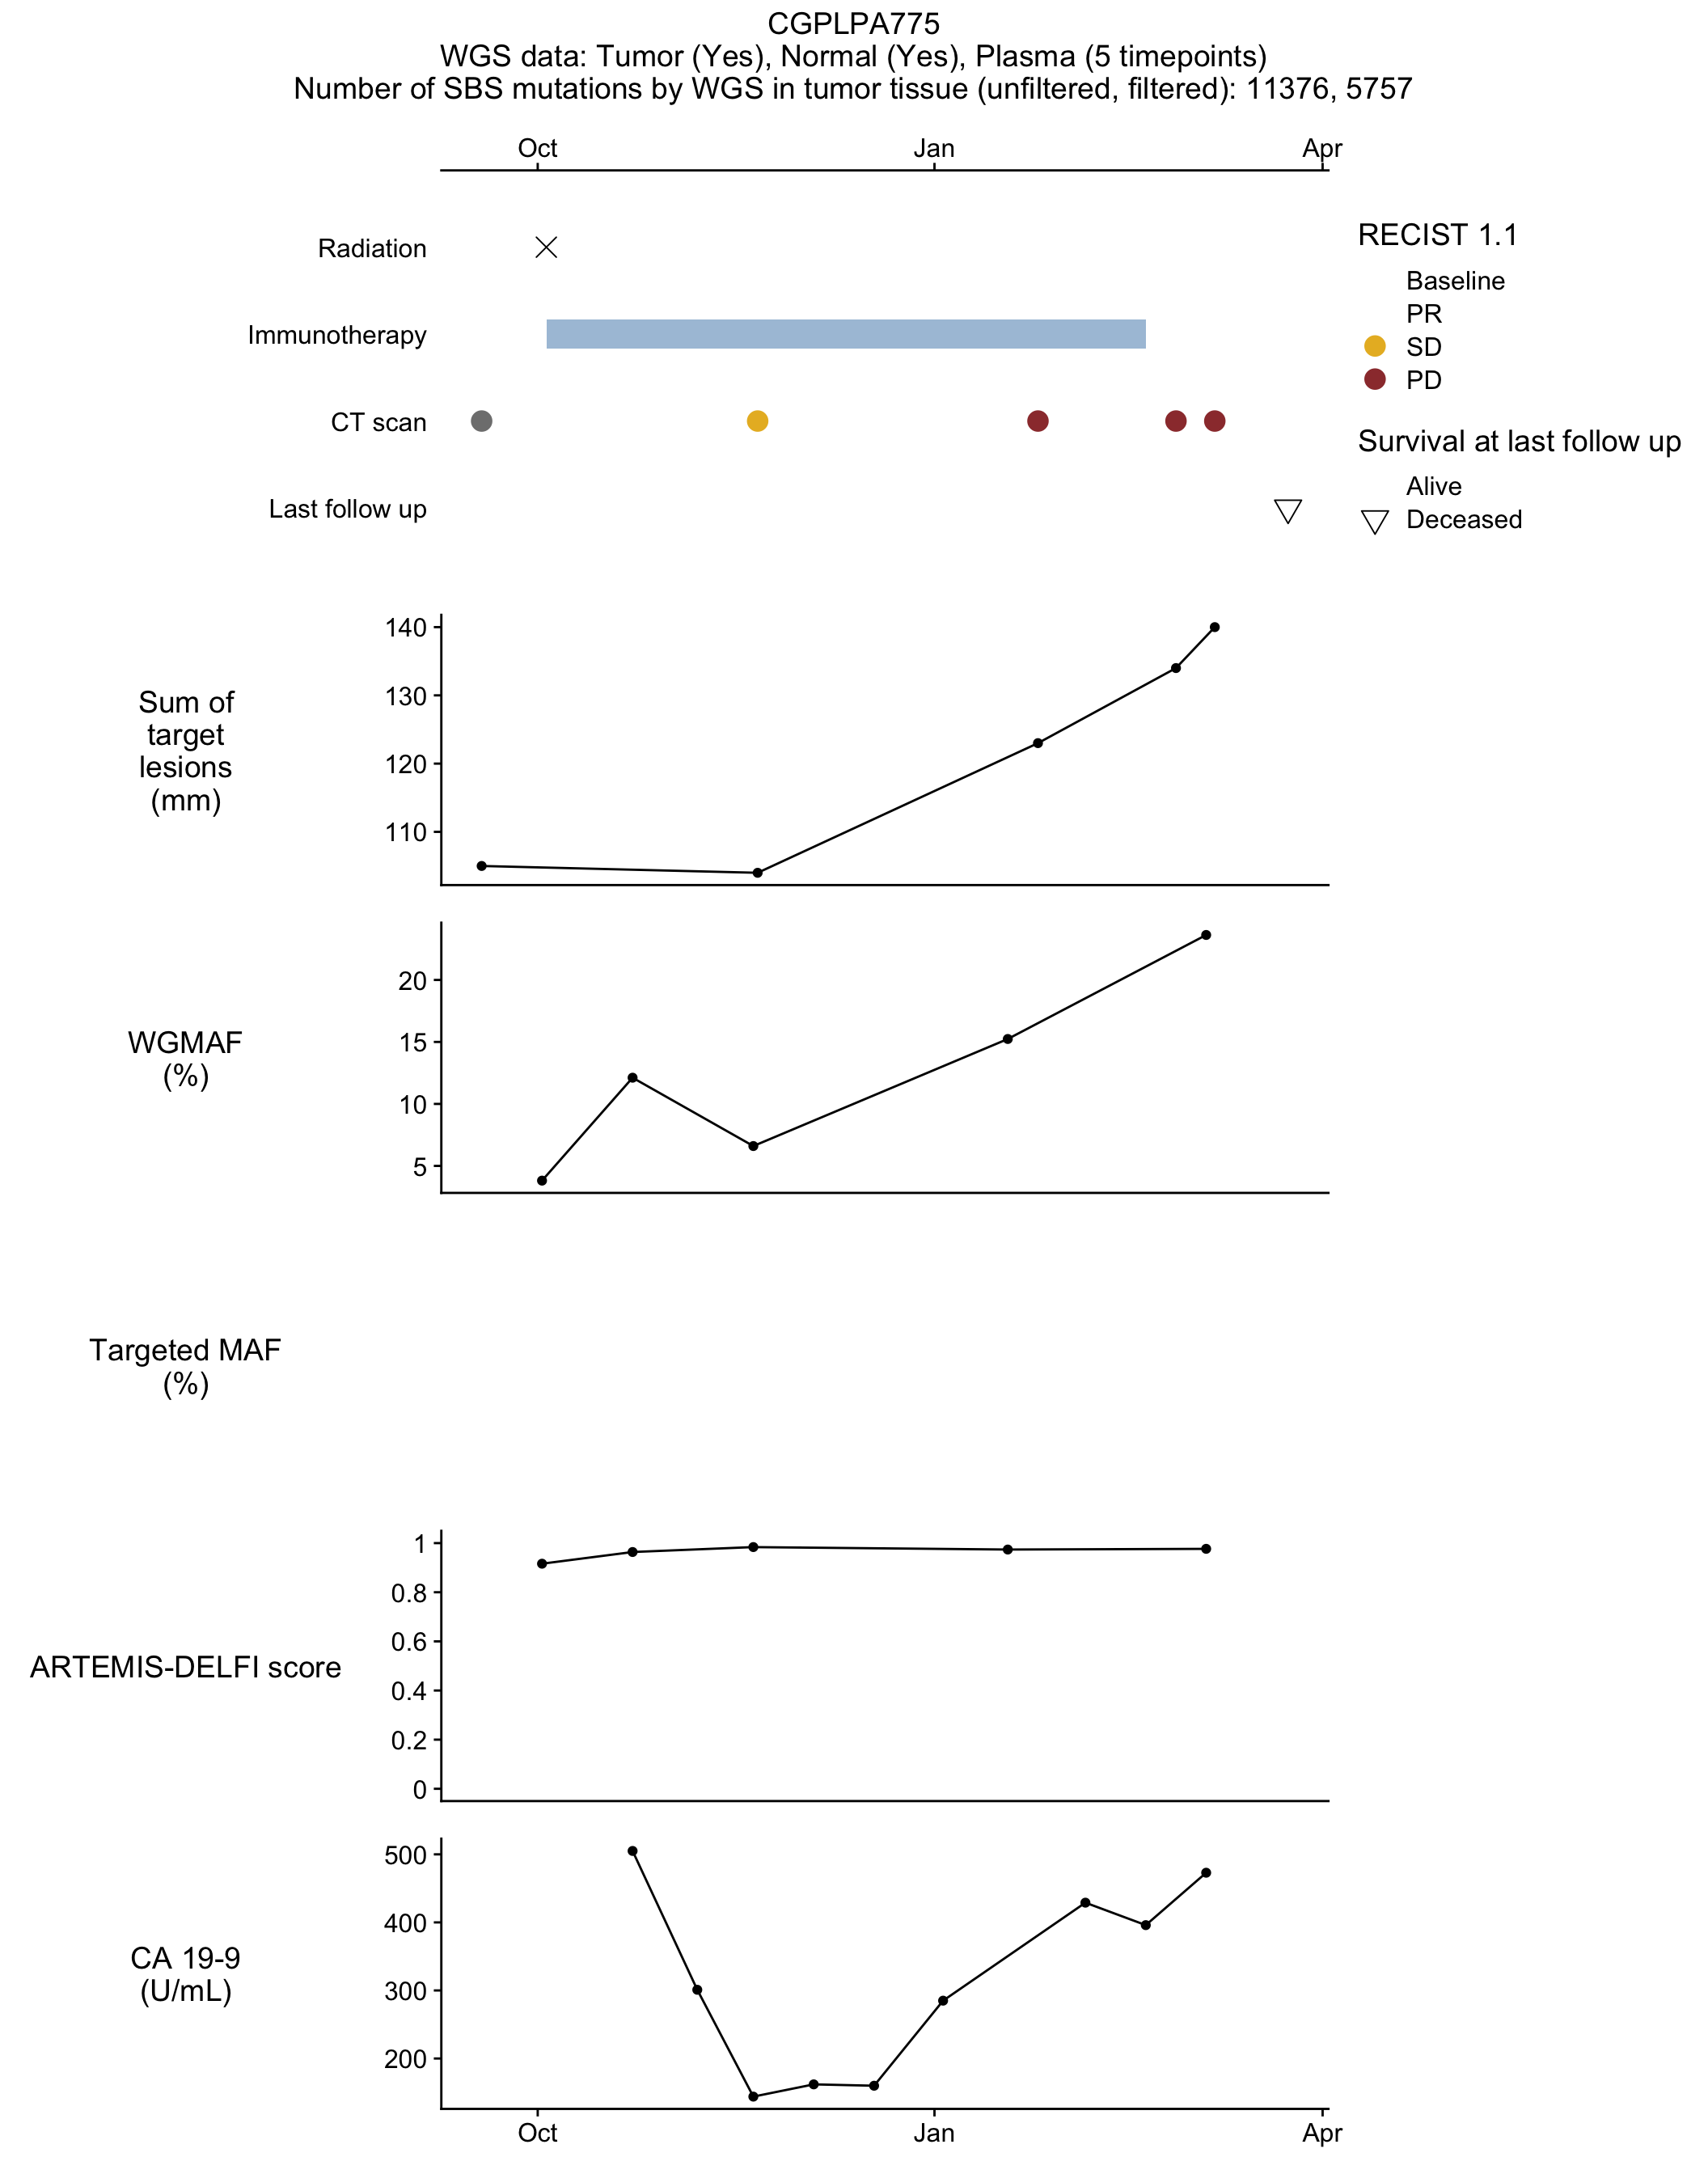 CGPLPA775
WGS data: Tumor (Yes), Normal (Yes), Plasma (5 timepoints)
Number of SBS mutations by WGS in tumor tissue (unfiltered, filtered): 11376, 5757
Oct Jan Apr
Radiation
Immunotherapy
CT scan
Last follow up
RECIST 1.1
Baseline
PR
SD
PD
Survival at last follow up
Alive
Deceased
Sum of
target
lesions
(mm)
140
130
120
110
WGMAF
(%)
20
15
10
5
Targeted MAF
(%)
ARTEMIS-DELFI score
1
0.8
0.6
0.4
0.2
0
CA 19-9
(U/mL)
500
400
300
200
Oct Jan Apr